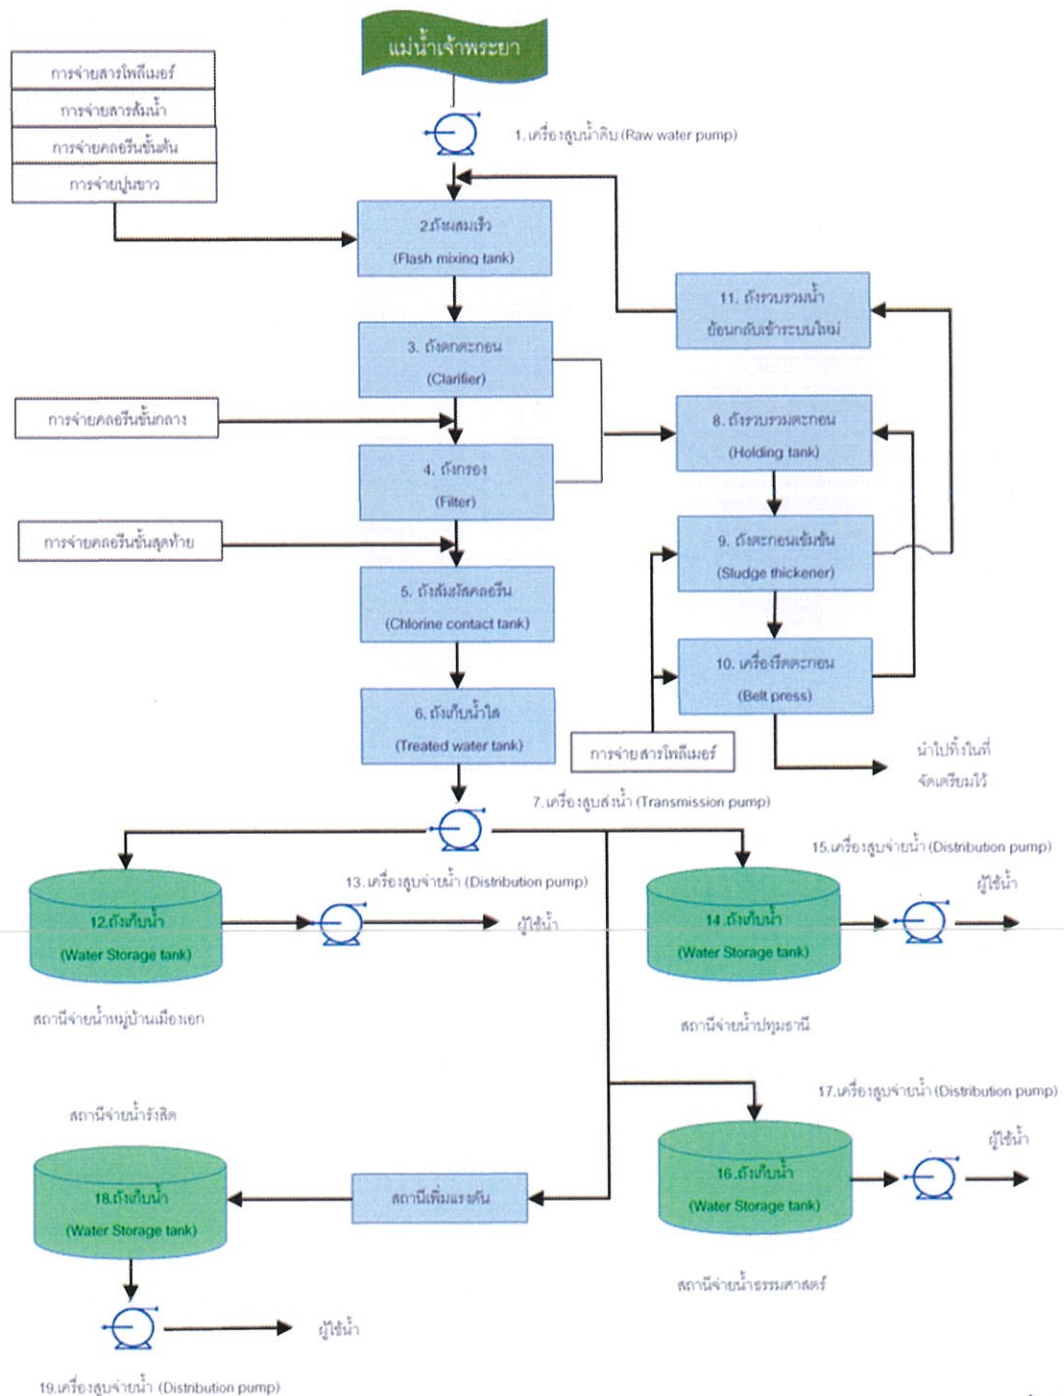 แม่น้ำเจ้าพระยา
การจ่ายสารโพลีเมอร์
การจ่ายสารส้มน้ำ
การจ่ายคลอรีนขั้นต้น
การจ่ายปูนขาว
1.เครื่องสูบน้ำดิบ (Raw water pump)
2.ถังผสมเร็ว
(Flash mixing tank)
11. ถังรวบรวมน้ำ
ย้อนกลับเข้าระบบใหม่
3. ถังตกตะกอน
(Clarifier)
การจ่ายคลอรีนขั้นกลาง
8. ถังรวบรวมตะกอน
(Holding tank)
4. ถังกรอง
(Filter)
การจ่ายคลอรีนขั้นสุดท้าย
9. ถังตะกอนเข้มข้น
(Sludge thickener)
5. ถังสัมผัสคลอรีน
(Chlorine contact tank)
10. เครื่องรีดตะกอน
(Belt press)
6. ถังเก็บน้ำใส
(Treated water tank)
การจ่ายสารโพลีเมอร์
นำไปทิ้งในที่
จัดเตรียมไว้
7.เครื่องสูบส่งน้ำ (Transmission pump)
15.เครื่องสูบจ่ายน้ำ (Distribution pump)
13.เครื่องสูบจ่ายน้ำ (Distribution pump)
ผู้ใช้น้ำ
12.ถังเก็บน้ำ
(Water Storage tank)
ผู้ใช้น้ำ
14.ถังเก็บน้ำ
(Water Storage tank)
สถานีจ่ายน้ำหมู่บ้านเมืองเอก
สถานีจ่ายน้ำปทุมธานี
17.เครื่องสูบจ่ายน้ำ (Distribution pump)
สถานีจ่ายน้ำรังสิต
ผู้ใช้น้ำ
18.ถังเก็บน้ำ
(Water Storage tank)
สถานีเพิ่มแรงดัน
16.ถังเก็บน้ำ
(Water Storage tank)
สถานีจ่ายน้ำธรรมศาสตร์
ผู้ใช้น้ำ
19.เครื่องสูบจ่ายน้ำ (Distribution pump)